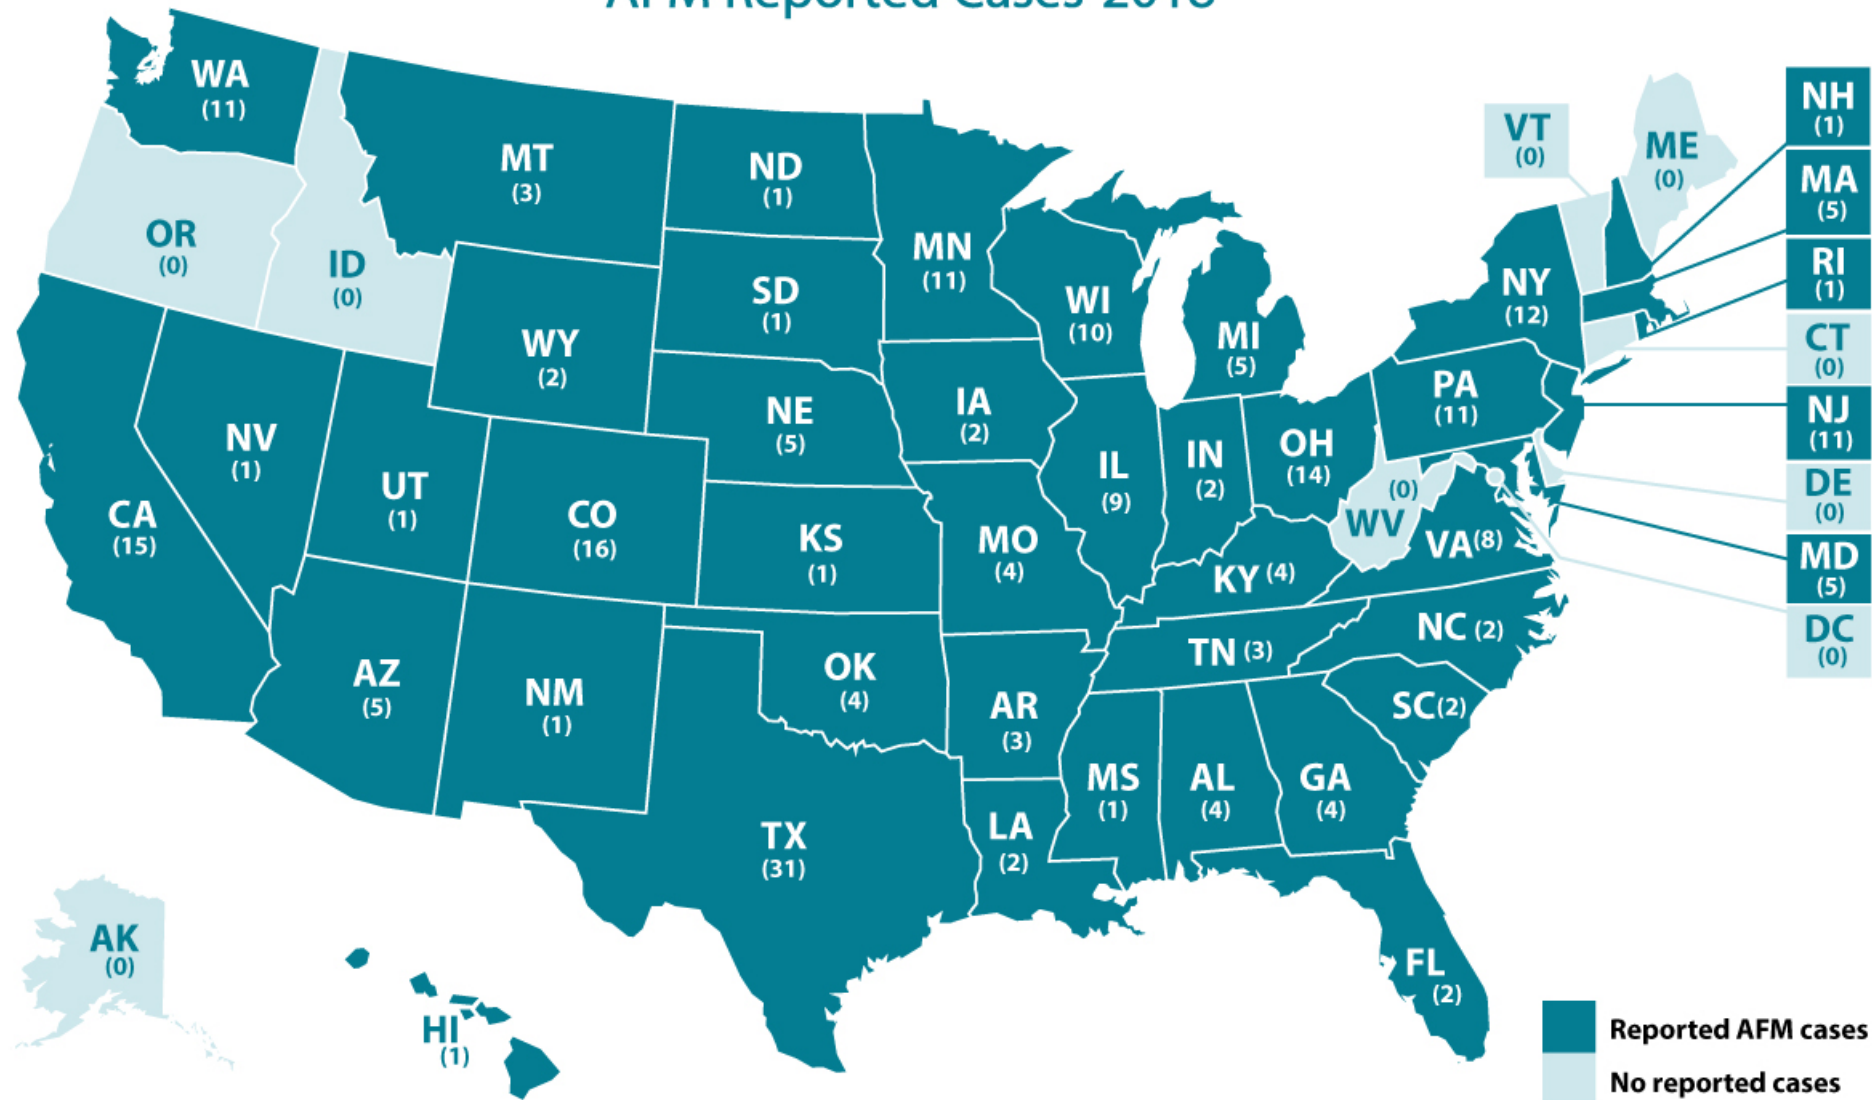 AFM Reported Cases 2018
WA
(11)
OR
(0)
ID
(0)
MT
(3)
ND
(1)
SD
(1)
MN
(11)
WI
(10)
MI
(5)
WY
(2)
NE
(5)
IA
(2)
NV
(1)
UT
(1)
CO
(16)
KS
(1)
MO
(4)
IL
(9)
IN
(2)
OH
(14)
CA
(15)
AZ
(5)
NM
(1)
OK
(4)
AR
(3)
TX
(31)
LA
(2)
MS
(1)
AL
(4)
GA
(4)
FL
(2)
SC(2)
NC (2)
TN (3)
KY (4)
VA(8)
(0)
WV
PA
(11)
NY
(12)
VT
(0)
ME
(0)
NH
(1)
MA
(5)
RI
(1)
CT
(0)
NJ
(11)
DE
(0)
MD
(5)
DC
(0)
AK
(0)
HI
(1)
Reported AFM cases
No reported cases